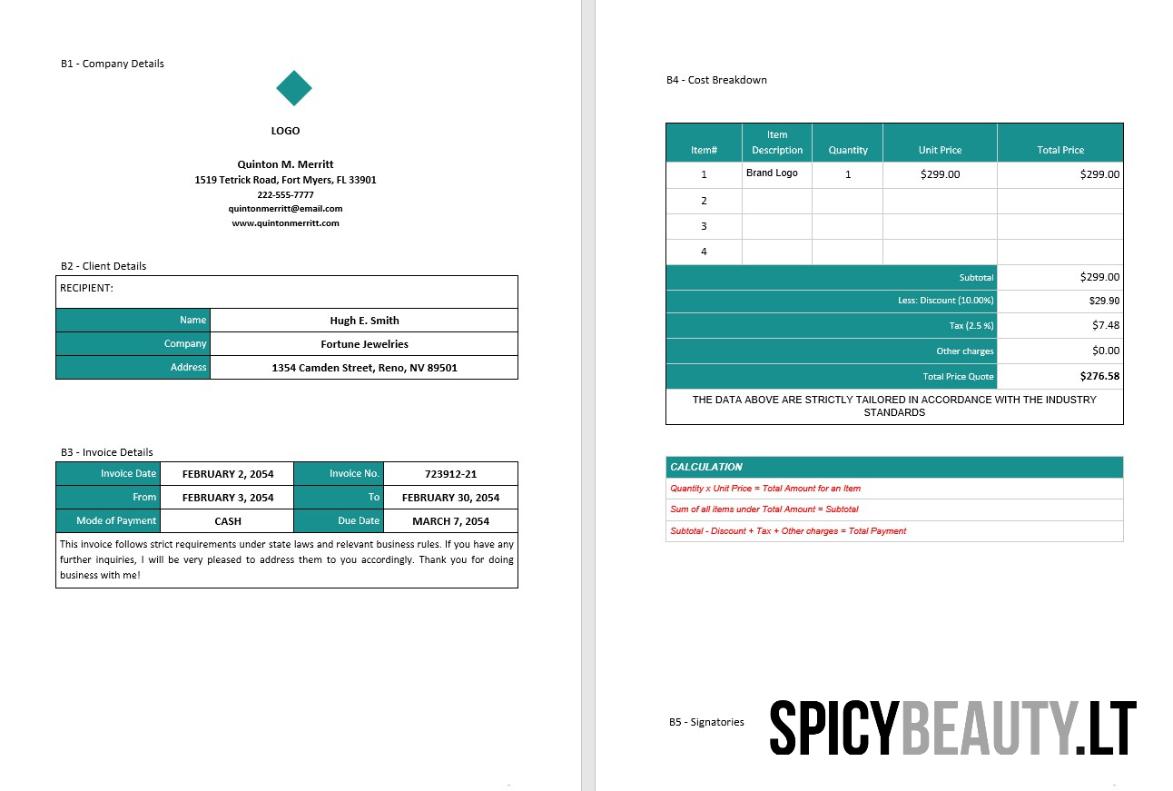 B1 - Company Details
LOGO
Quinton M. Merritt
1519 Tetrick Road, Fort Myers, FL 33901
222-555-7777
quintonmerritt@email.com
www.quintonmerritt.com
B2 - Client Details
RECIPIENT:
Name Hugh E. Smith
Company Fortune Jewelries
Address 1354 Camden Street, Reno, NV 89501
B3 - Invoice Details
Invoice Date FEBRUARY 2, 2054 Invoice No. 723912-21
From FEBRUARY 3, 2054 To FEBRUARY 30, 2054
Mode of Payment CASH Due Date MARCH 7, 2054
This invoice follows strict requirements under state laws and relevant business rules. If you have any
further inquiries, I will be very pleased to address them to you accordingly. Thank you for doing
business with me!
B4 - Cost Breakdown
Item# Item Description Quantity Unit Price Total Price
1 Brand Logo 1 $299.00 $299.00
2
3
4
Subtotal $299.00
Less: Discount (10.00%) $29.90
Tax (2.5 %) $7.48
Other charges $0.00
Total Price Quote $276.58
THE DATA ABOVE ARE STRICTLY TAILORED IN ACCORDANCE WITH THE INDUSTRY
STANDARDS
CALCULATION
Quantity x Unit Price = Total Amount for an Item
Sum of all items under Total Amount = Subtotal
Subtotal - Discount + Tax + Other charges = Total Payment
B5 - Signatories
SPICYBEAUTY.LT